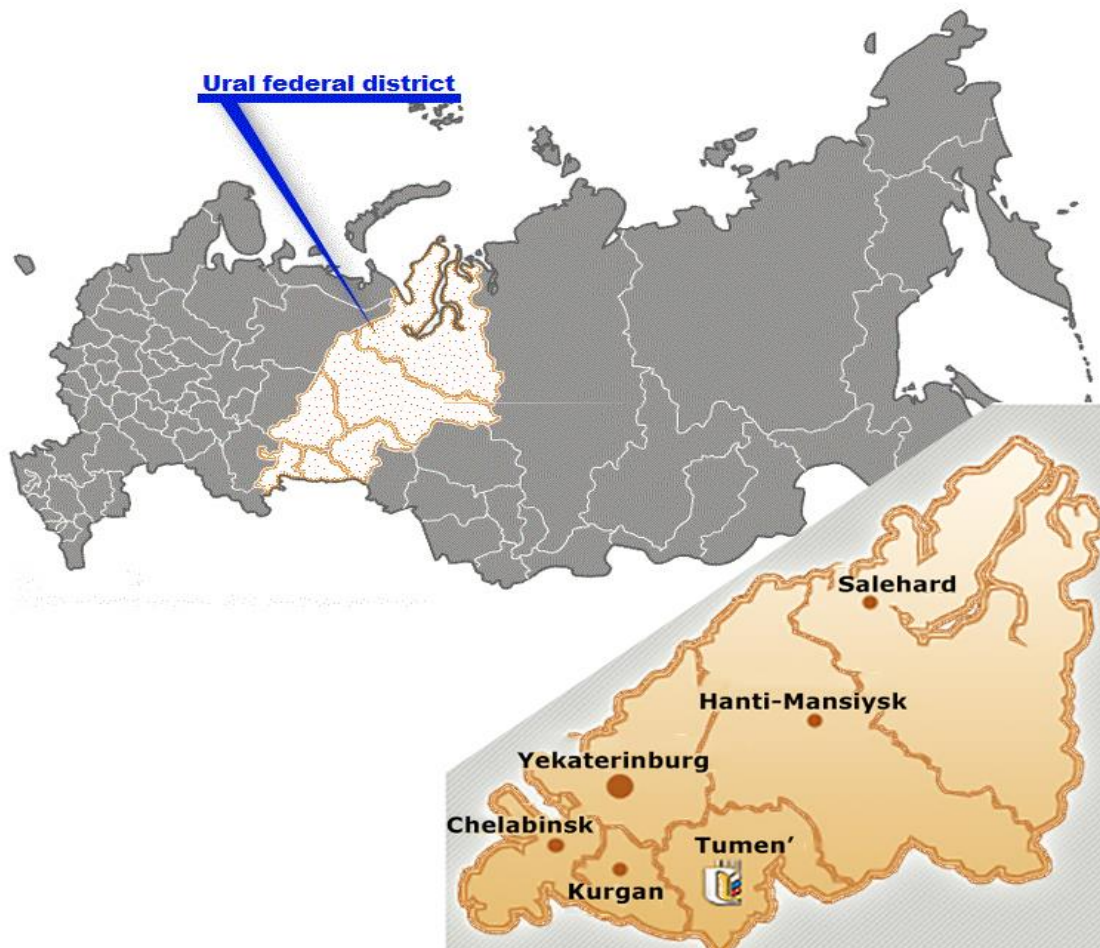 Ural federal district
Salehard
Hanti-Mansiysk
Yekaterinburg
Chelabinsk
Tumen’
Kurgan